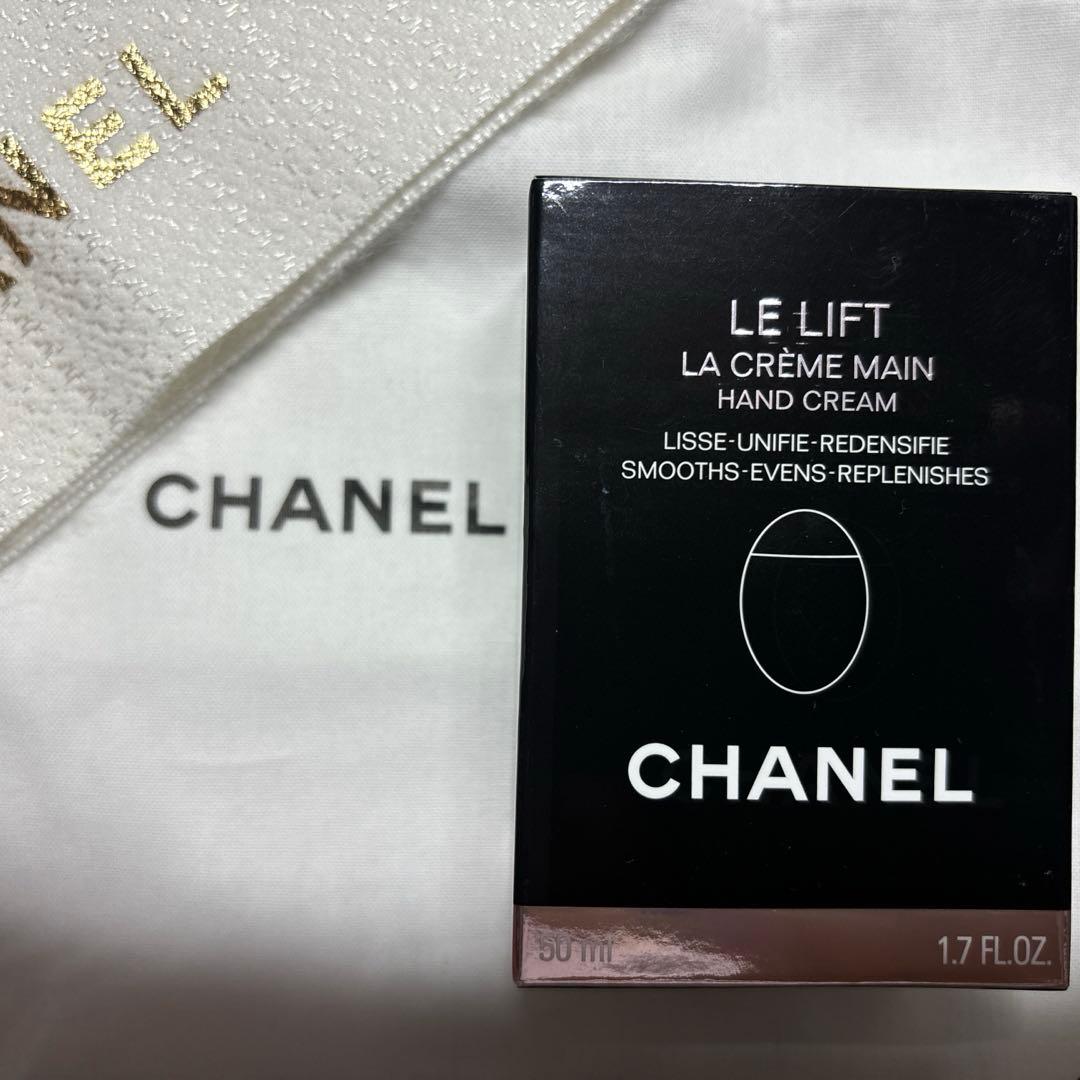 NEL
CHANEL
LE LIFT
LA CRÈME MAIN
HAND CREAM
LISSE-UNIFIE-REDENSIFIE
SMOOTHS-EVENS-REPLENISHES
CHANEL
50 ml
1.7 FL.OZ.